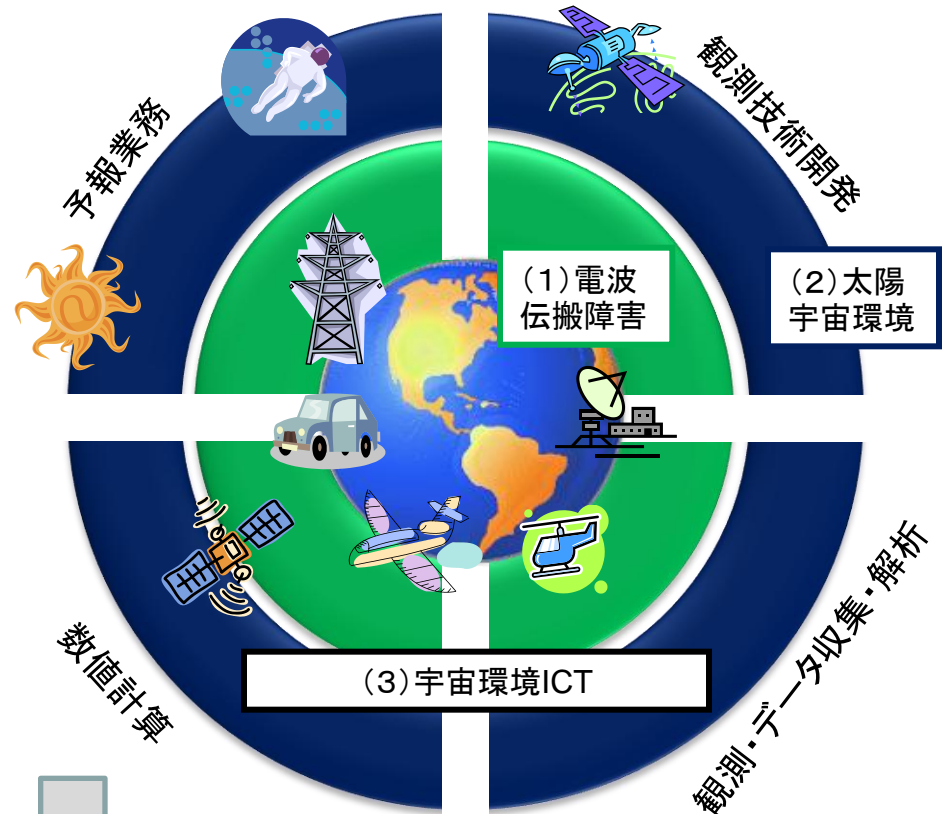 予報業務
観測技術開発
（1）電波
伝搬障害
（2）太陽
宇宙環境
（3）宇宙環境ICT
数値計算
観測・データ収集・解析